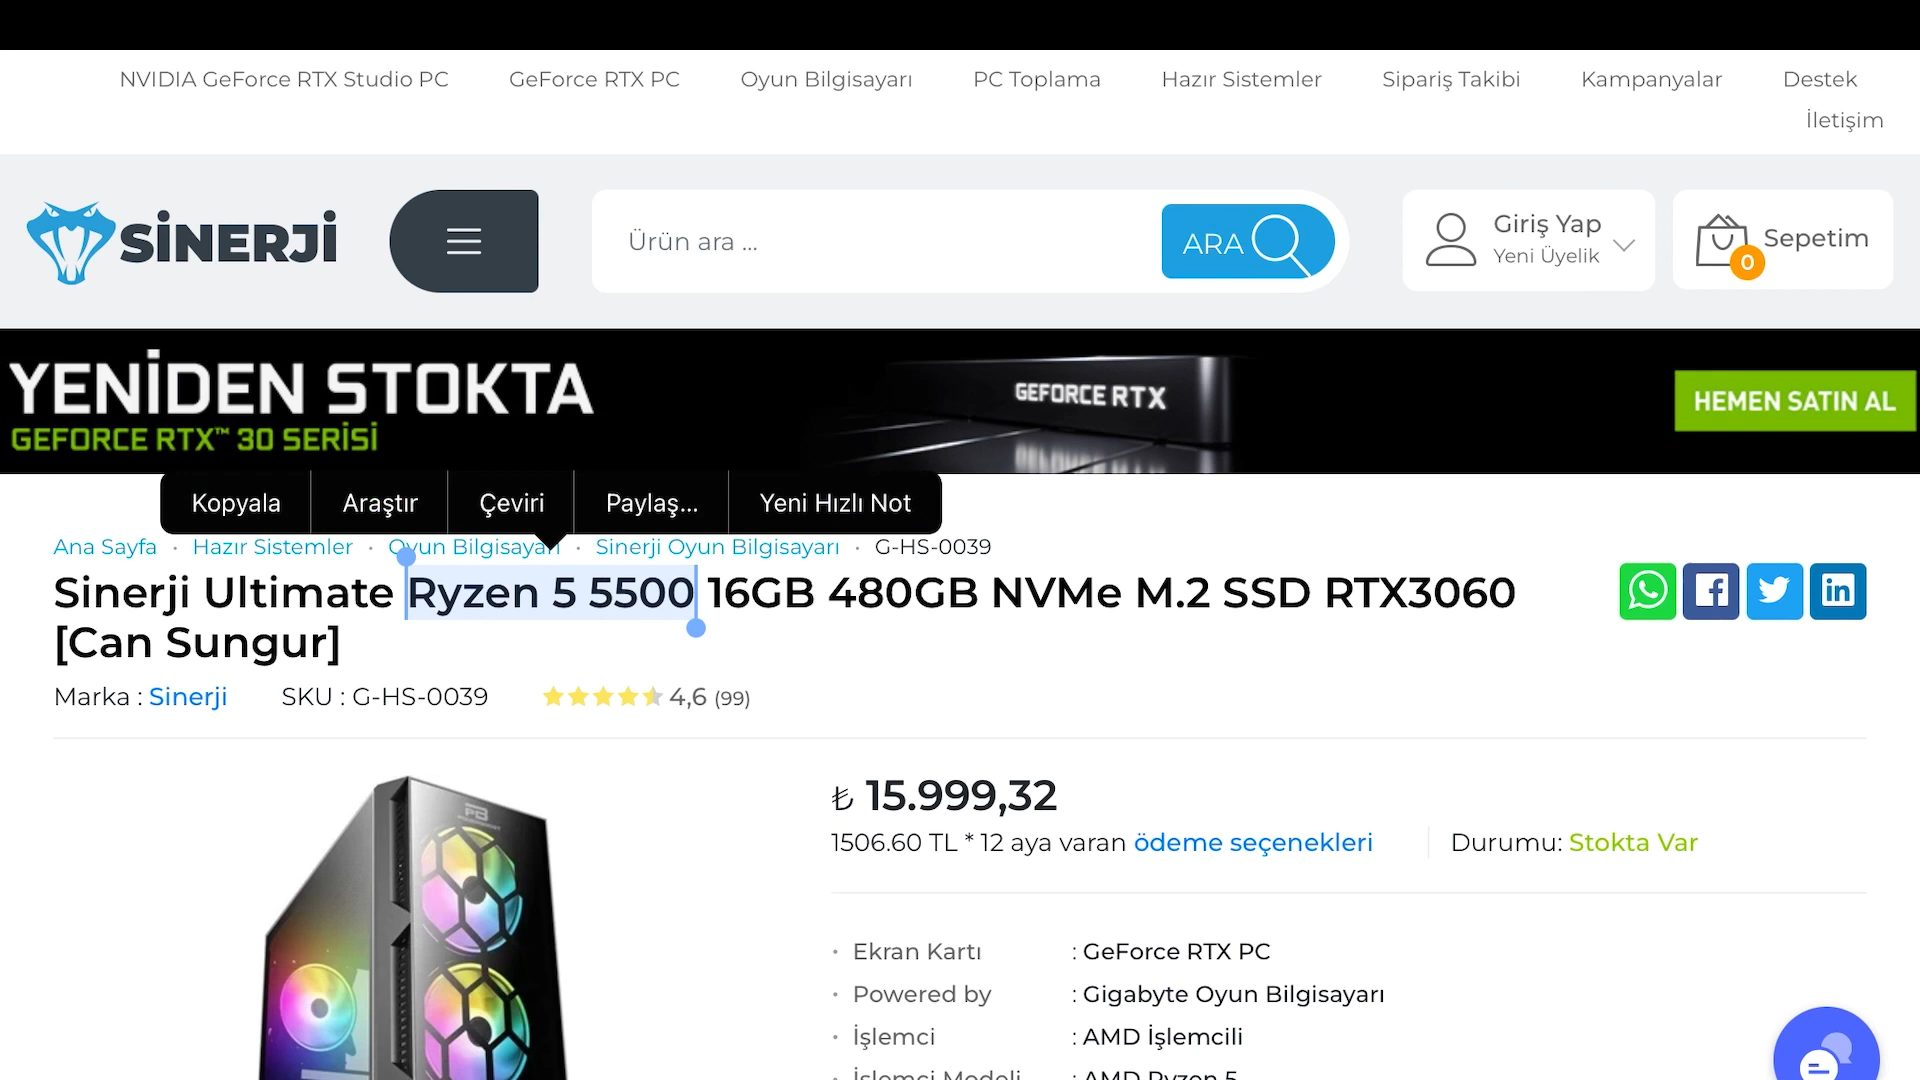 NVIDIA GeForce RTX Studio PC GeForce RTX PC Oyun Bilgisayarı PC Toplama Hazır Sistemler Sipariş Takibi Kampanyalar Destek
İletişim
SİNERJİ Ürün ara ... ARA Giriş Yap
Yeni Üyelik
Sepetim
0
YENİDEN STOKTA
GEFORCE RTX™ 30 SERİSİ
GEFORCE RTX
HEMEN SATIN AL
Kopyala Araştır Çeviri Paylaş... Yeni Hızlı Not
Ana Sayfa · Hazır Sistemler · Oyun Bilgisayarı · Sinerji Oyun Bilgisayarı · G-HS-0039
Sinerji Ultimate Ryzen 5 5500 16GB 480GB NVMe M.2 SSD RTX3060
[Can Sungur]
Marka : Sinerji SKU : G-HS-0039 4,6 (99)
₺ 15.999,32
1506.60 TL * 12 aya varan ödeme seçenekleri Durumu: Stokta Var
· Ekran Kartı : GeForce RTX PC
· Powered by : Gigabyte Oyun Bilgisayarı
· İşlemci : AMD İşlemcili
· İşlemci Modeli : AMD Ryzen 5